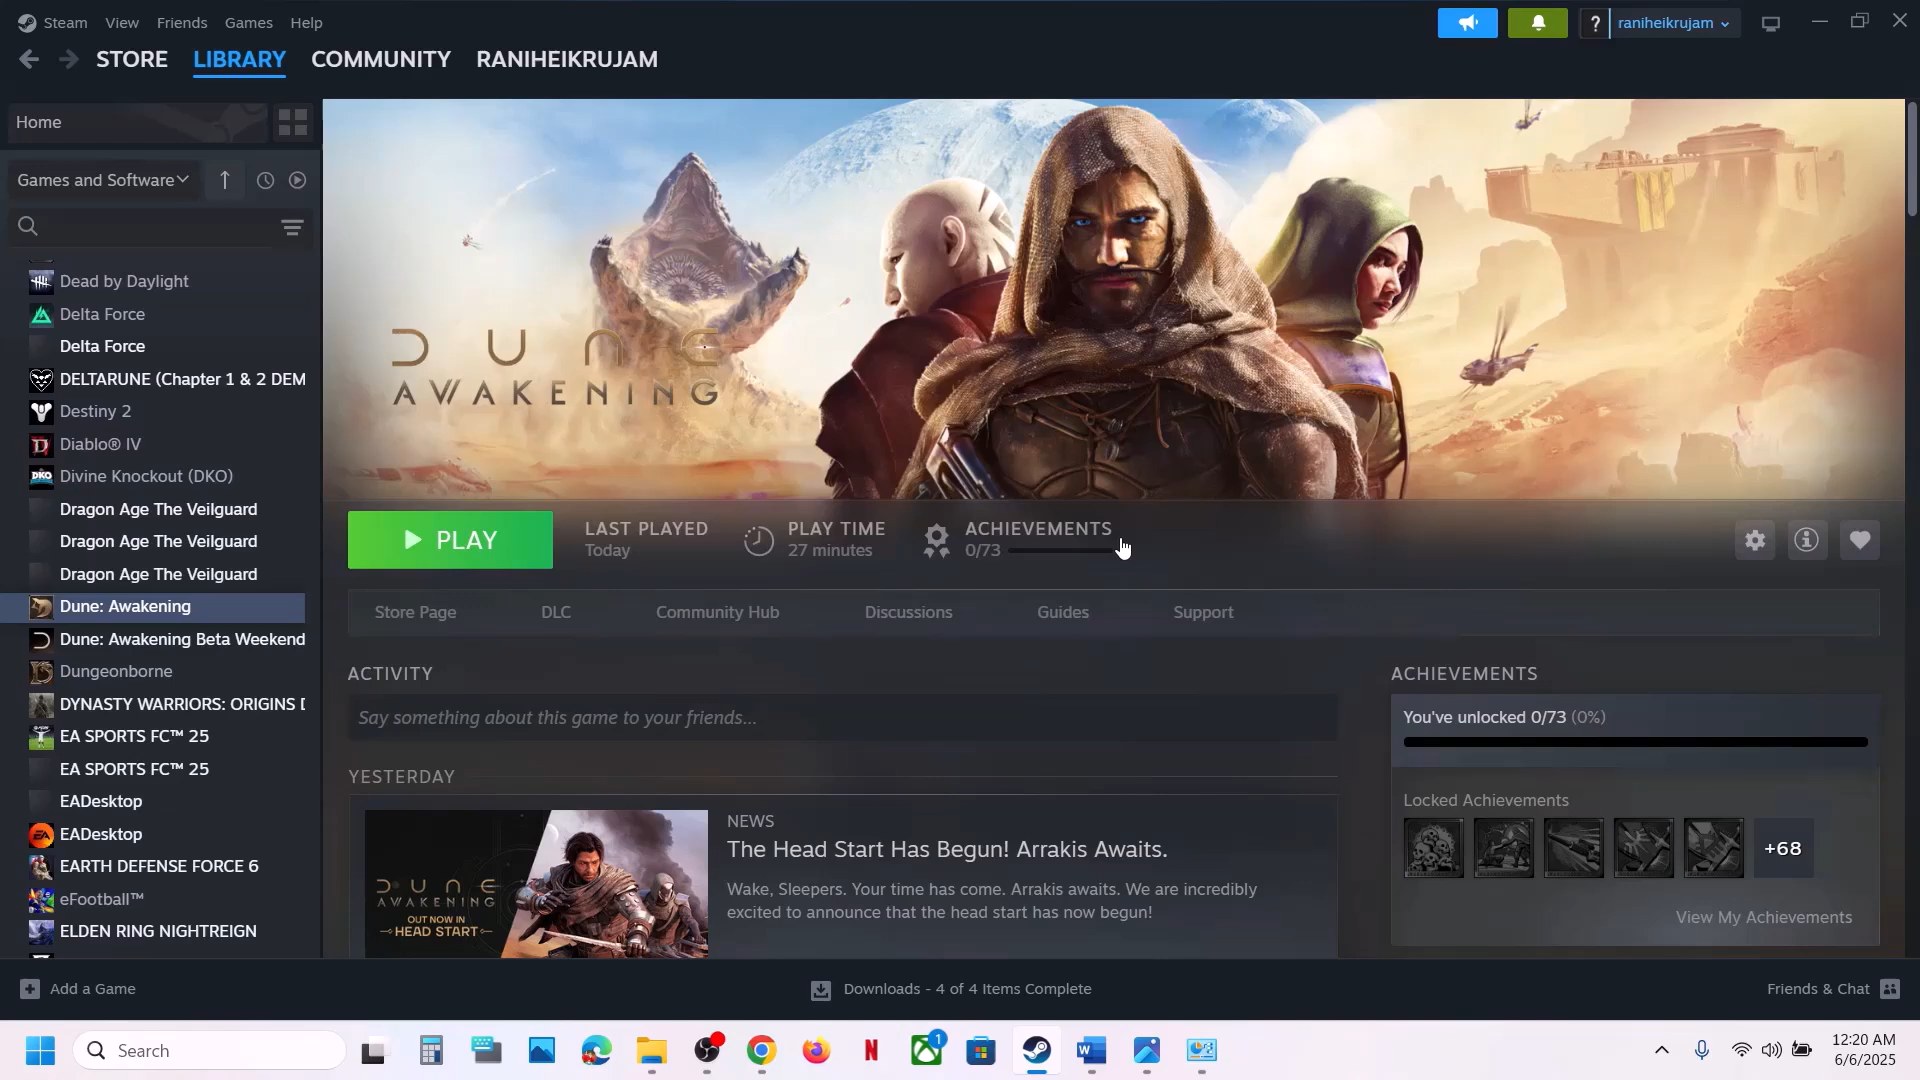 Steam View Friends Games Help
? raniheikrujam
STORE LIBRARY COMMUNITY RANIHEIKRUJAM
Home
Games and Software
Dead by Daylight
Delta Force
Delta Force
DELTARUNE (Chapter 1 & 2 DEM
Destiny 2
Diablo® IV
Divine Knockout (DKO)
Dragon Age The Veilguard
Dragon Age The Veilguard
Dragon Age The Veilguard
Dune: Awakening
Dune: Awakening Beta Weekend
Dungeonborne
DYNASTY WARRIORS: ORIGINS D
EA SPORTS FC™ 25
EA SPORTS FC™ 25
EADesktop
EADesktop
EARTH DEFENSE FORCE 6
eFootball™
ELDEN RING NIGHTREIGN
DUNE
AWAKENING
PLAY
LAST PLAYED
Today
PLAY TIME
27 minutes
ACHIEVEMENTS
0/73
Store Page DLC Community Hub Discussions Guides Support
ACTIVITY
Say something about this game to your friends...
YESTERDAY
DUNE
AWAKENING
OUT NOW IN
HEAD START
NEWS
The Head Start Has Begun! Arrakis Awaits.
Wake, Sleepers. Your time has come. Arrakis awaits. We are incredibly
excited to announce that the head start has now begun!
ACHIEVEMENTS
You've unlocked 0/73 (0%)
Locked Achievements
+68
View My Achievements
Add a Game
Downloads - 4 of 4 Items Complete
Friends & Chat
Search
1
12:20 AM
6/6/2025